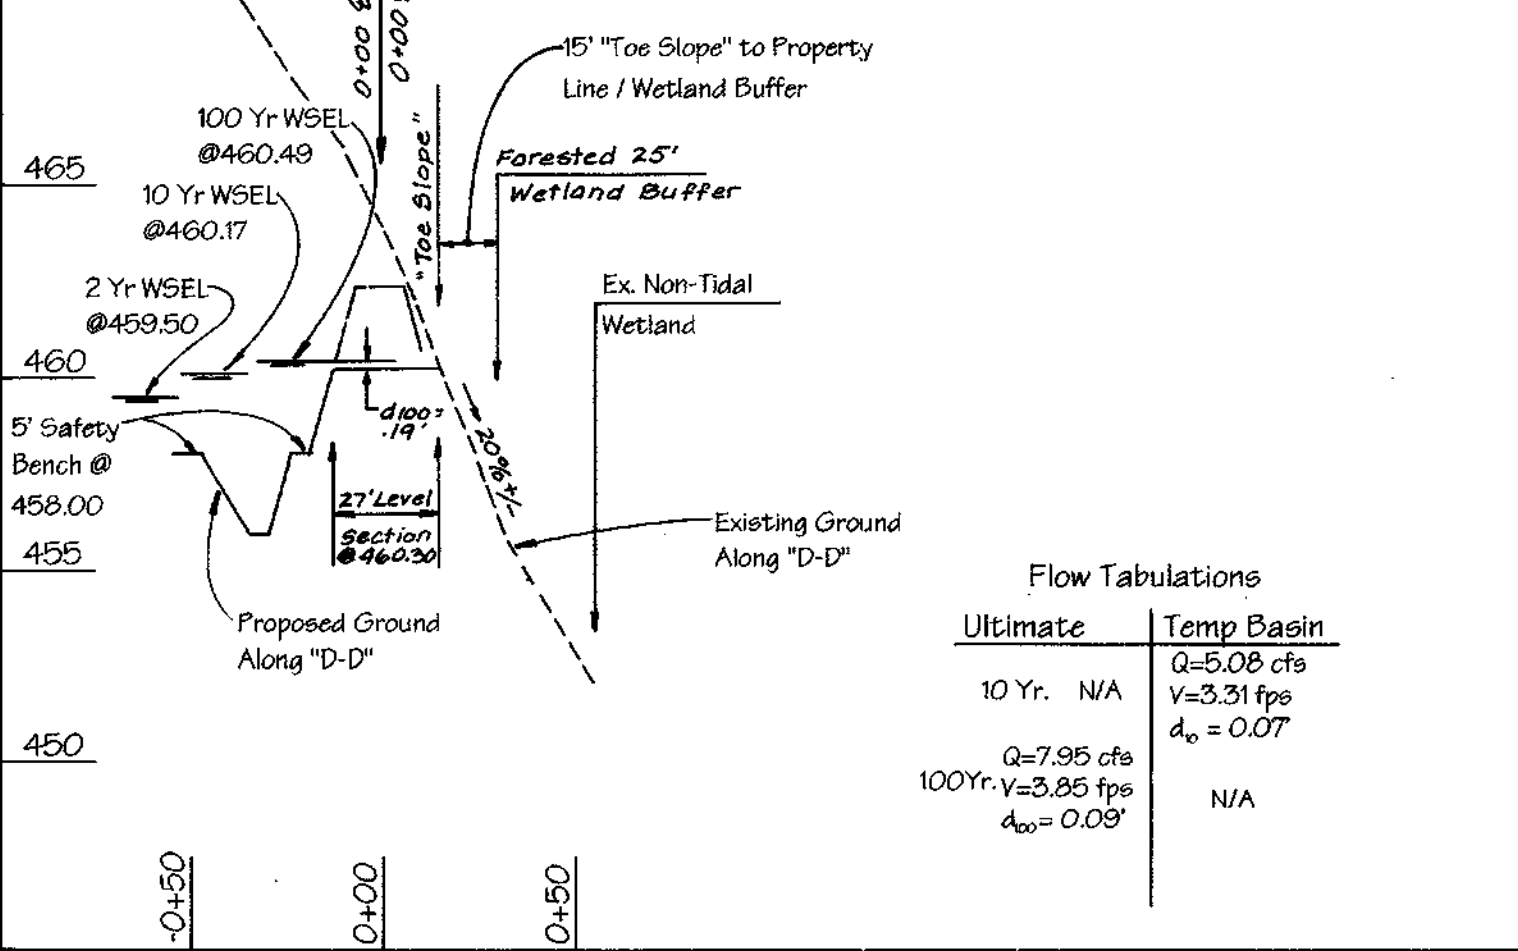 0+00
0+00
15' "Toe Slope" to Property
Line / Wetland Buffer
100 Yr WSEL
@460.49
"Toe Slope"
Forested 25'
Wetland Buffer
465
10 Yr WSEL
@460.17
2 Yr WSEL
@459.50
Ex. Non-Tidal
Wetland
460
d100=
.19'
20% +/-
5' Safety
Bench @
458.00
27' Level
Section
@460.30
Existing Ground
Along "D-D"
455
Proposed Ground
Along "D-D"
Flow Tabulations
Ultimate
Temp Basin
10 Yr. N/A
Q=5.08 cfs
V=3.31 fps
d10 = 0.07'
450
100Yr.
Q=7.95 cfs
V=3.85 fps
d100= 0.09'
N/A
-0+50
0+00
0+50